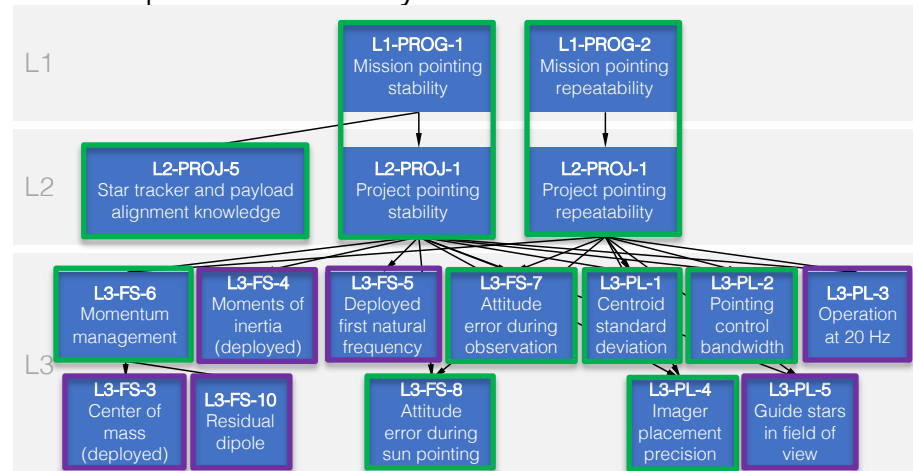 L1
L1-PROG-1
Mission pointing
stability
L1-PROG-2
Mission pointing
repeatability
L2
L2-PROJ-5
Star tracker and payload
alignment knowledge
L2-PROJ-1
Project pointing
stability
L2-PROJ-1
Project pointing
repeatability
L3
L3-FS-6
Momentum
management
L3-FS-4
Moments of
inertia
(deployed)
L3-FS-5
Deployed
first natural
frequency
L3-FS-7
Attitude
error during
observation
L3-PL-1
Centroid
standard
deviation
L3-PL-2
Pointing
control
bandwidth
L3-PL-3
Operation
at 20 Hz
L3-FS-3
Center of
mass
(deployed)
L3-FS-10
Residual
dipole
L3-FS-8
Attitude
error during
sun pointing
L3-PL-4
Imager
placement
precision
L3-PL-5
Guide stars
in field of
view